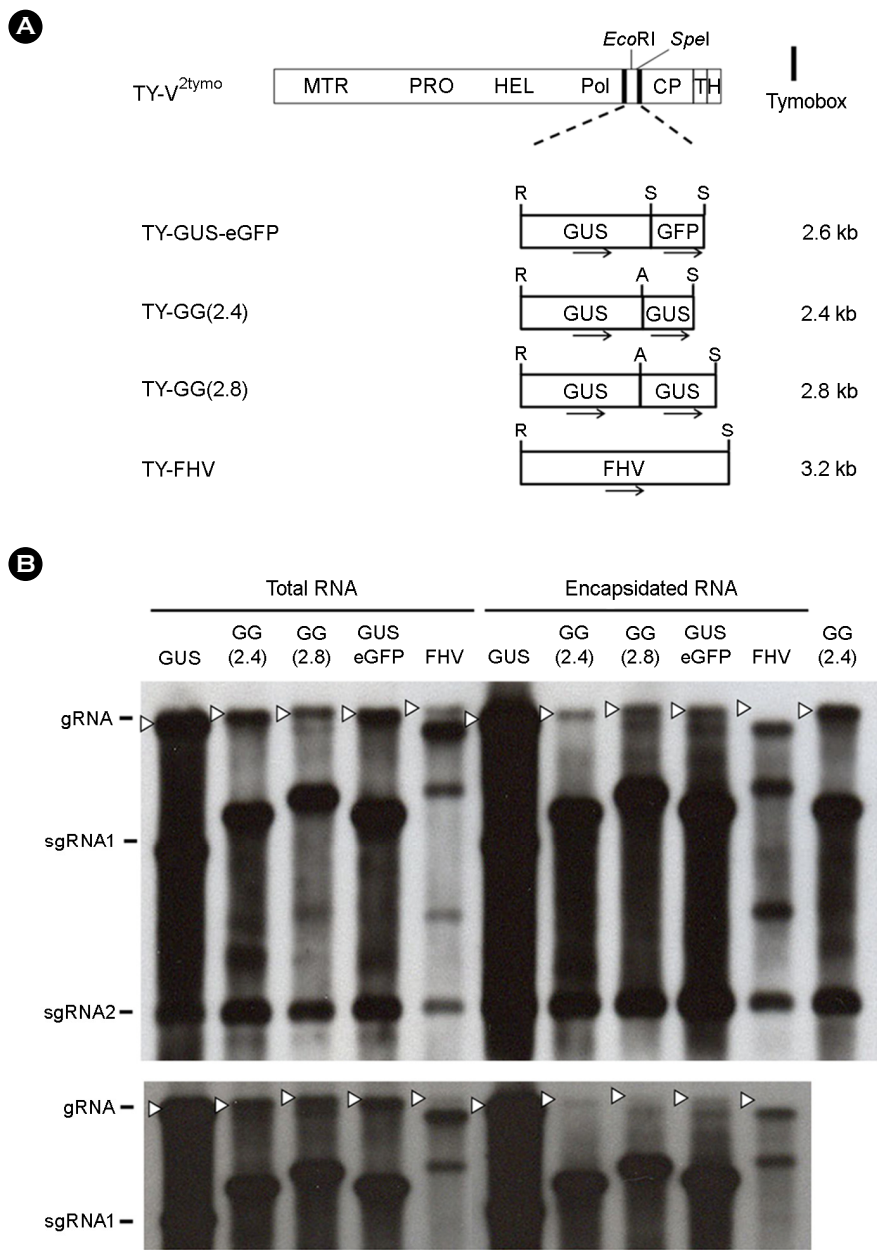 A
EcoRI SpeI
TY-V2tymo MTR PRO HEL Pol CP TH
Tymobox
R S S
TY-GUS-eGFP GUS GFP 2.6 kb
R A S
TY-GG(2.4) GUS GUS 2.4 kb
R A S
TY-GG(2.8) GUS GUS 2.8 kb
R S
TY-FHV FHV 3.2 kb
B
Total RNA Encapsidated RNA
GG GG GUS GG GG GUS GG
GUS (2.4) (2.8) eGFP FHV GUS (2.4) (2.8) eGFP FHV (2.4)
gRNA
sgRNA1
sgRNA2
gRNA
sgRNA1